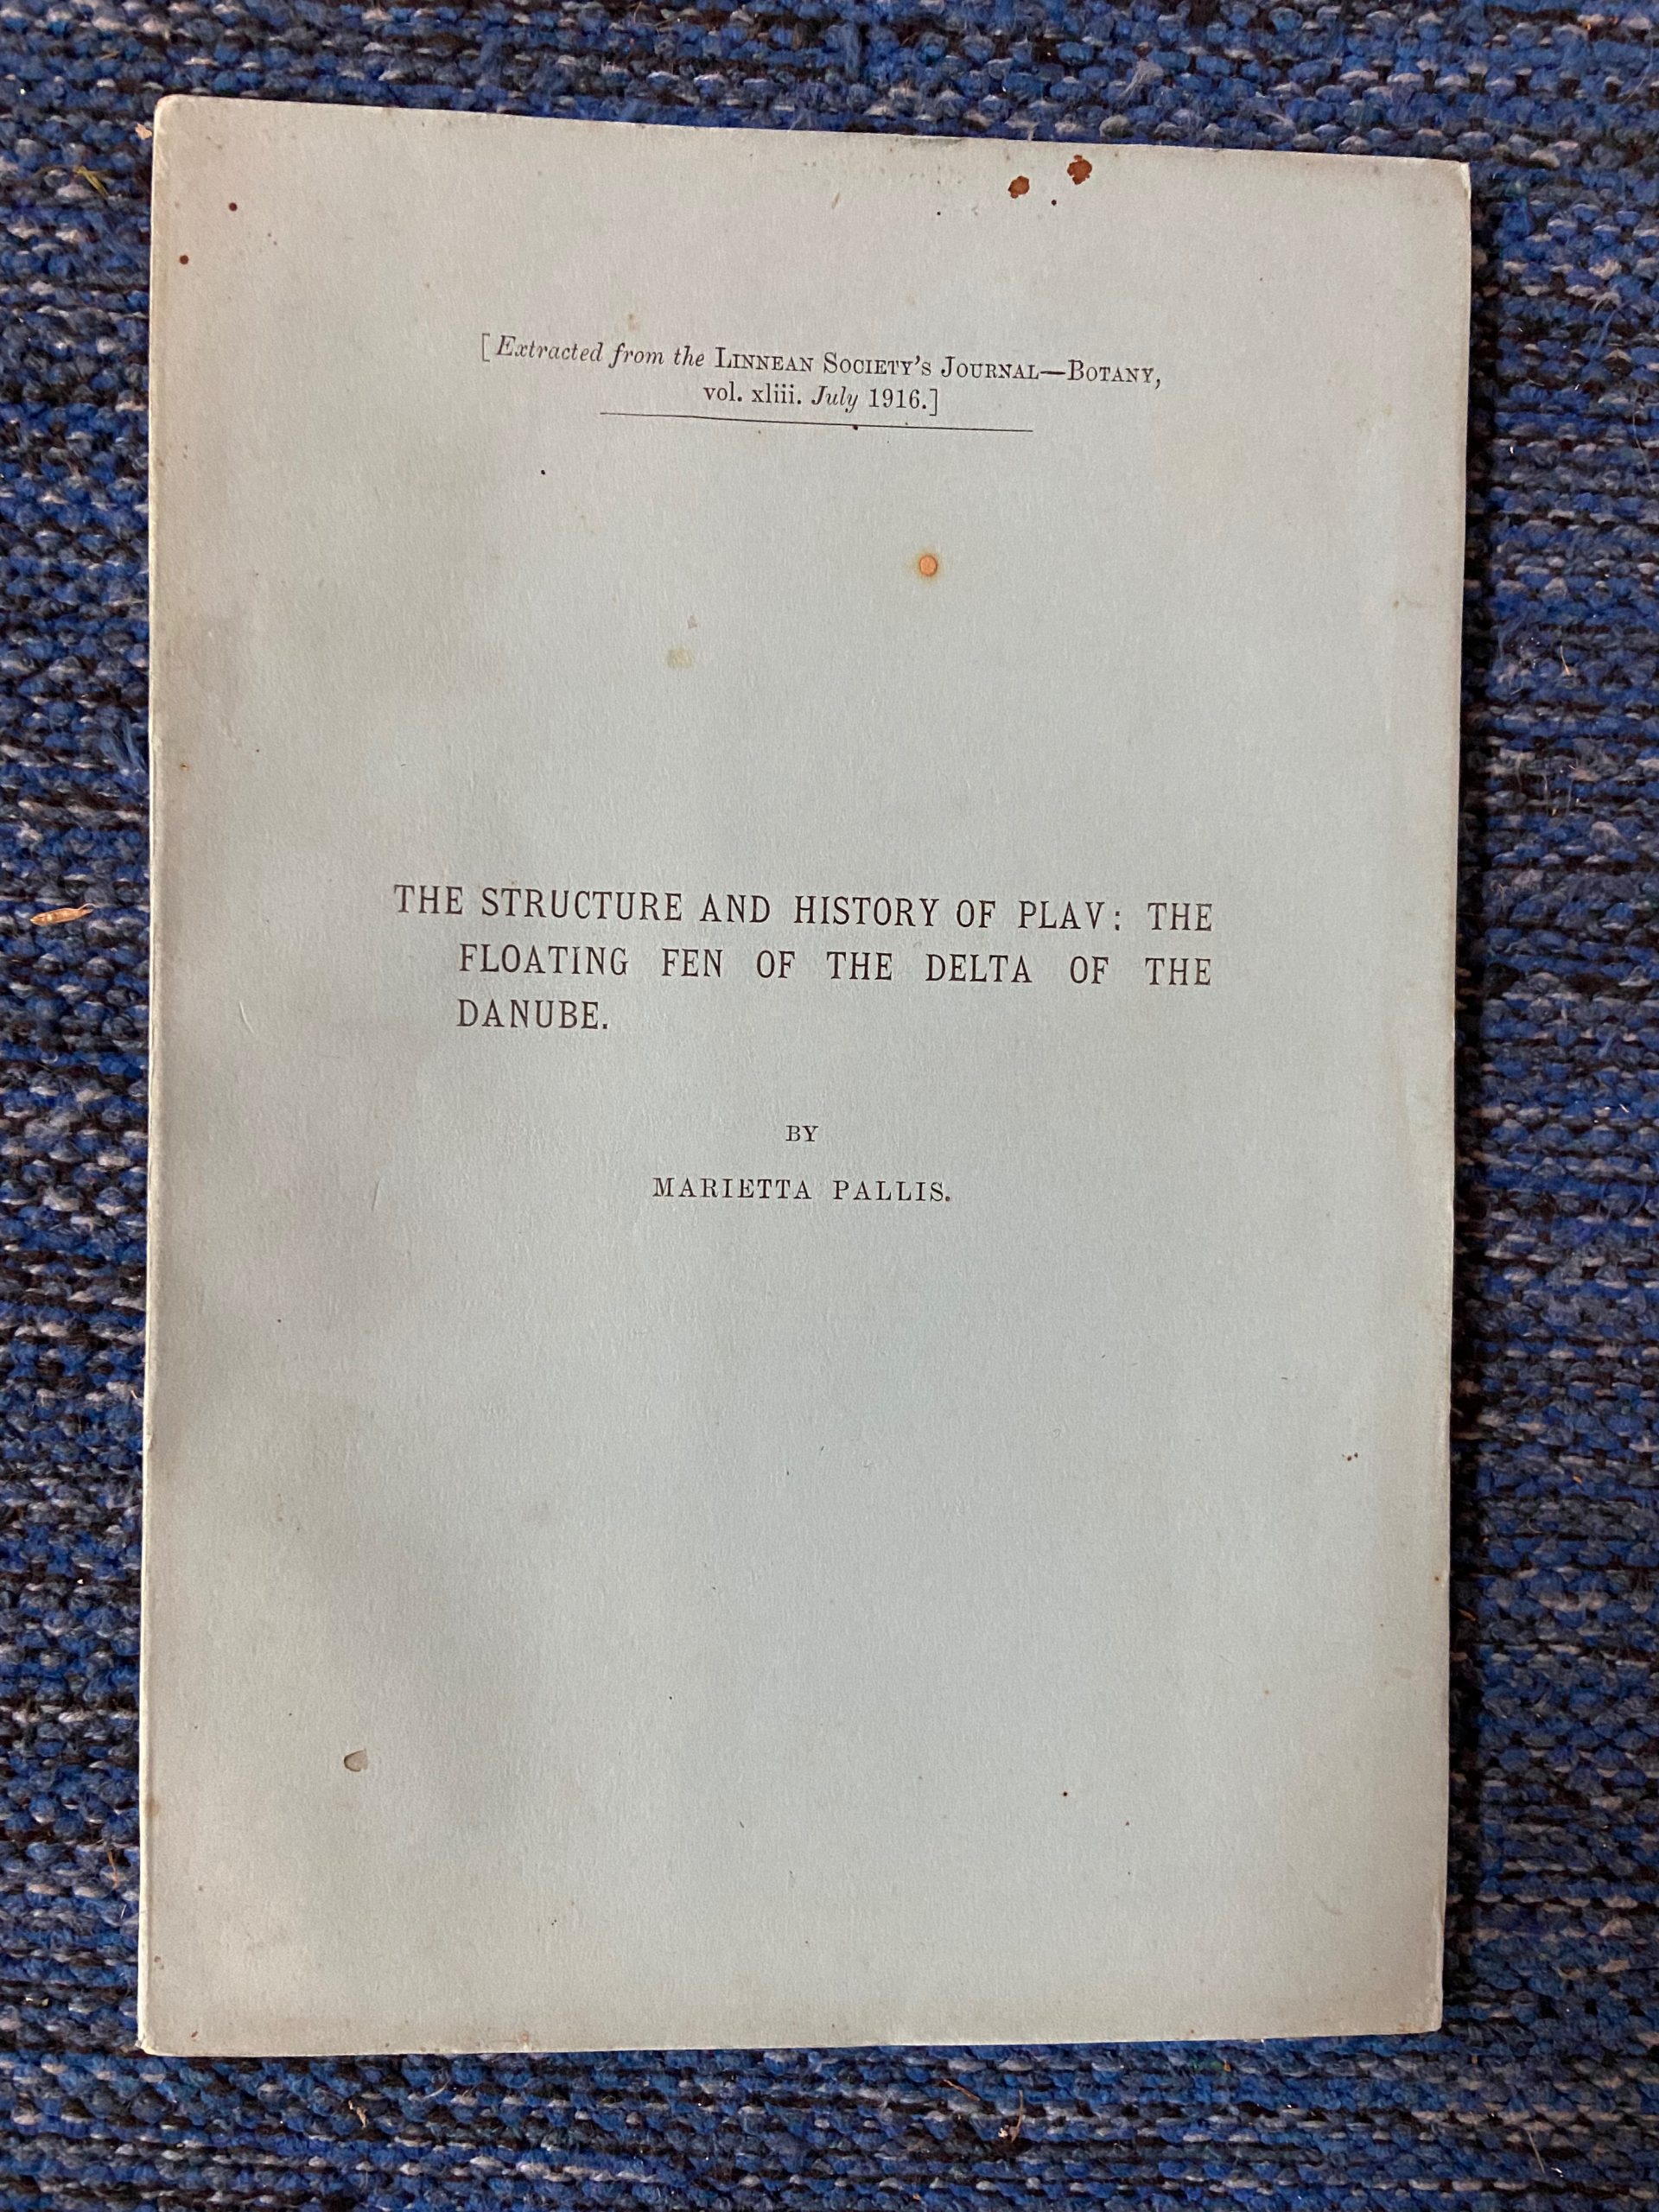 [Extracted from the LINNEAN SOCIETY'S JOURNAL—BOTANY,
vol. xliii. July 1916.]
THE STRUCTURE AND HISTORY OF PLAV: THE
FLOATING FEN OF THE DELTA OF THE
DANUBE.
BY
MARIETTA PALLIS.